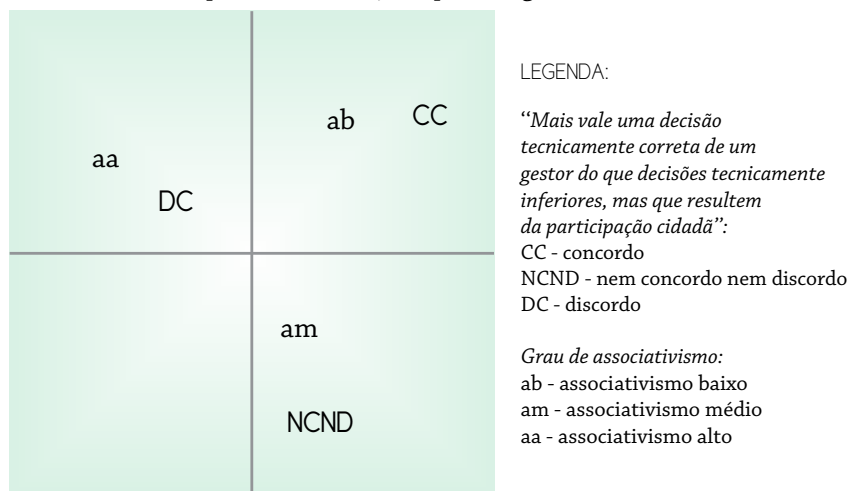 ab CC
aa
DC
am
NCND
LEGENDA:
“Mais vale uma decisão
tecnicamente correta de um
gestor do que decisões tecnicamente
inferiores, mas que resultem
da participação cidadã”:
CC - concordo
NCND - nem concordo nem discordo
DC - discordo
Grau de associativismo:
ab - associativismo baixo
am - associativismo médio
aa - associativismo alto